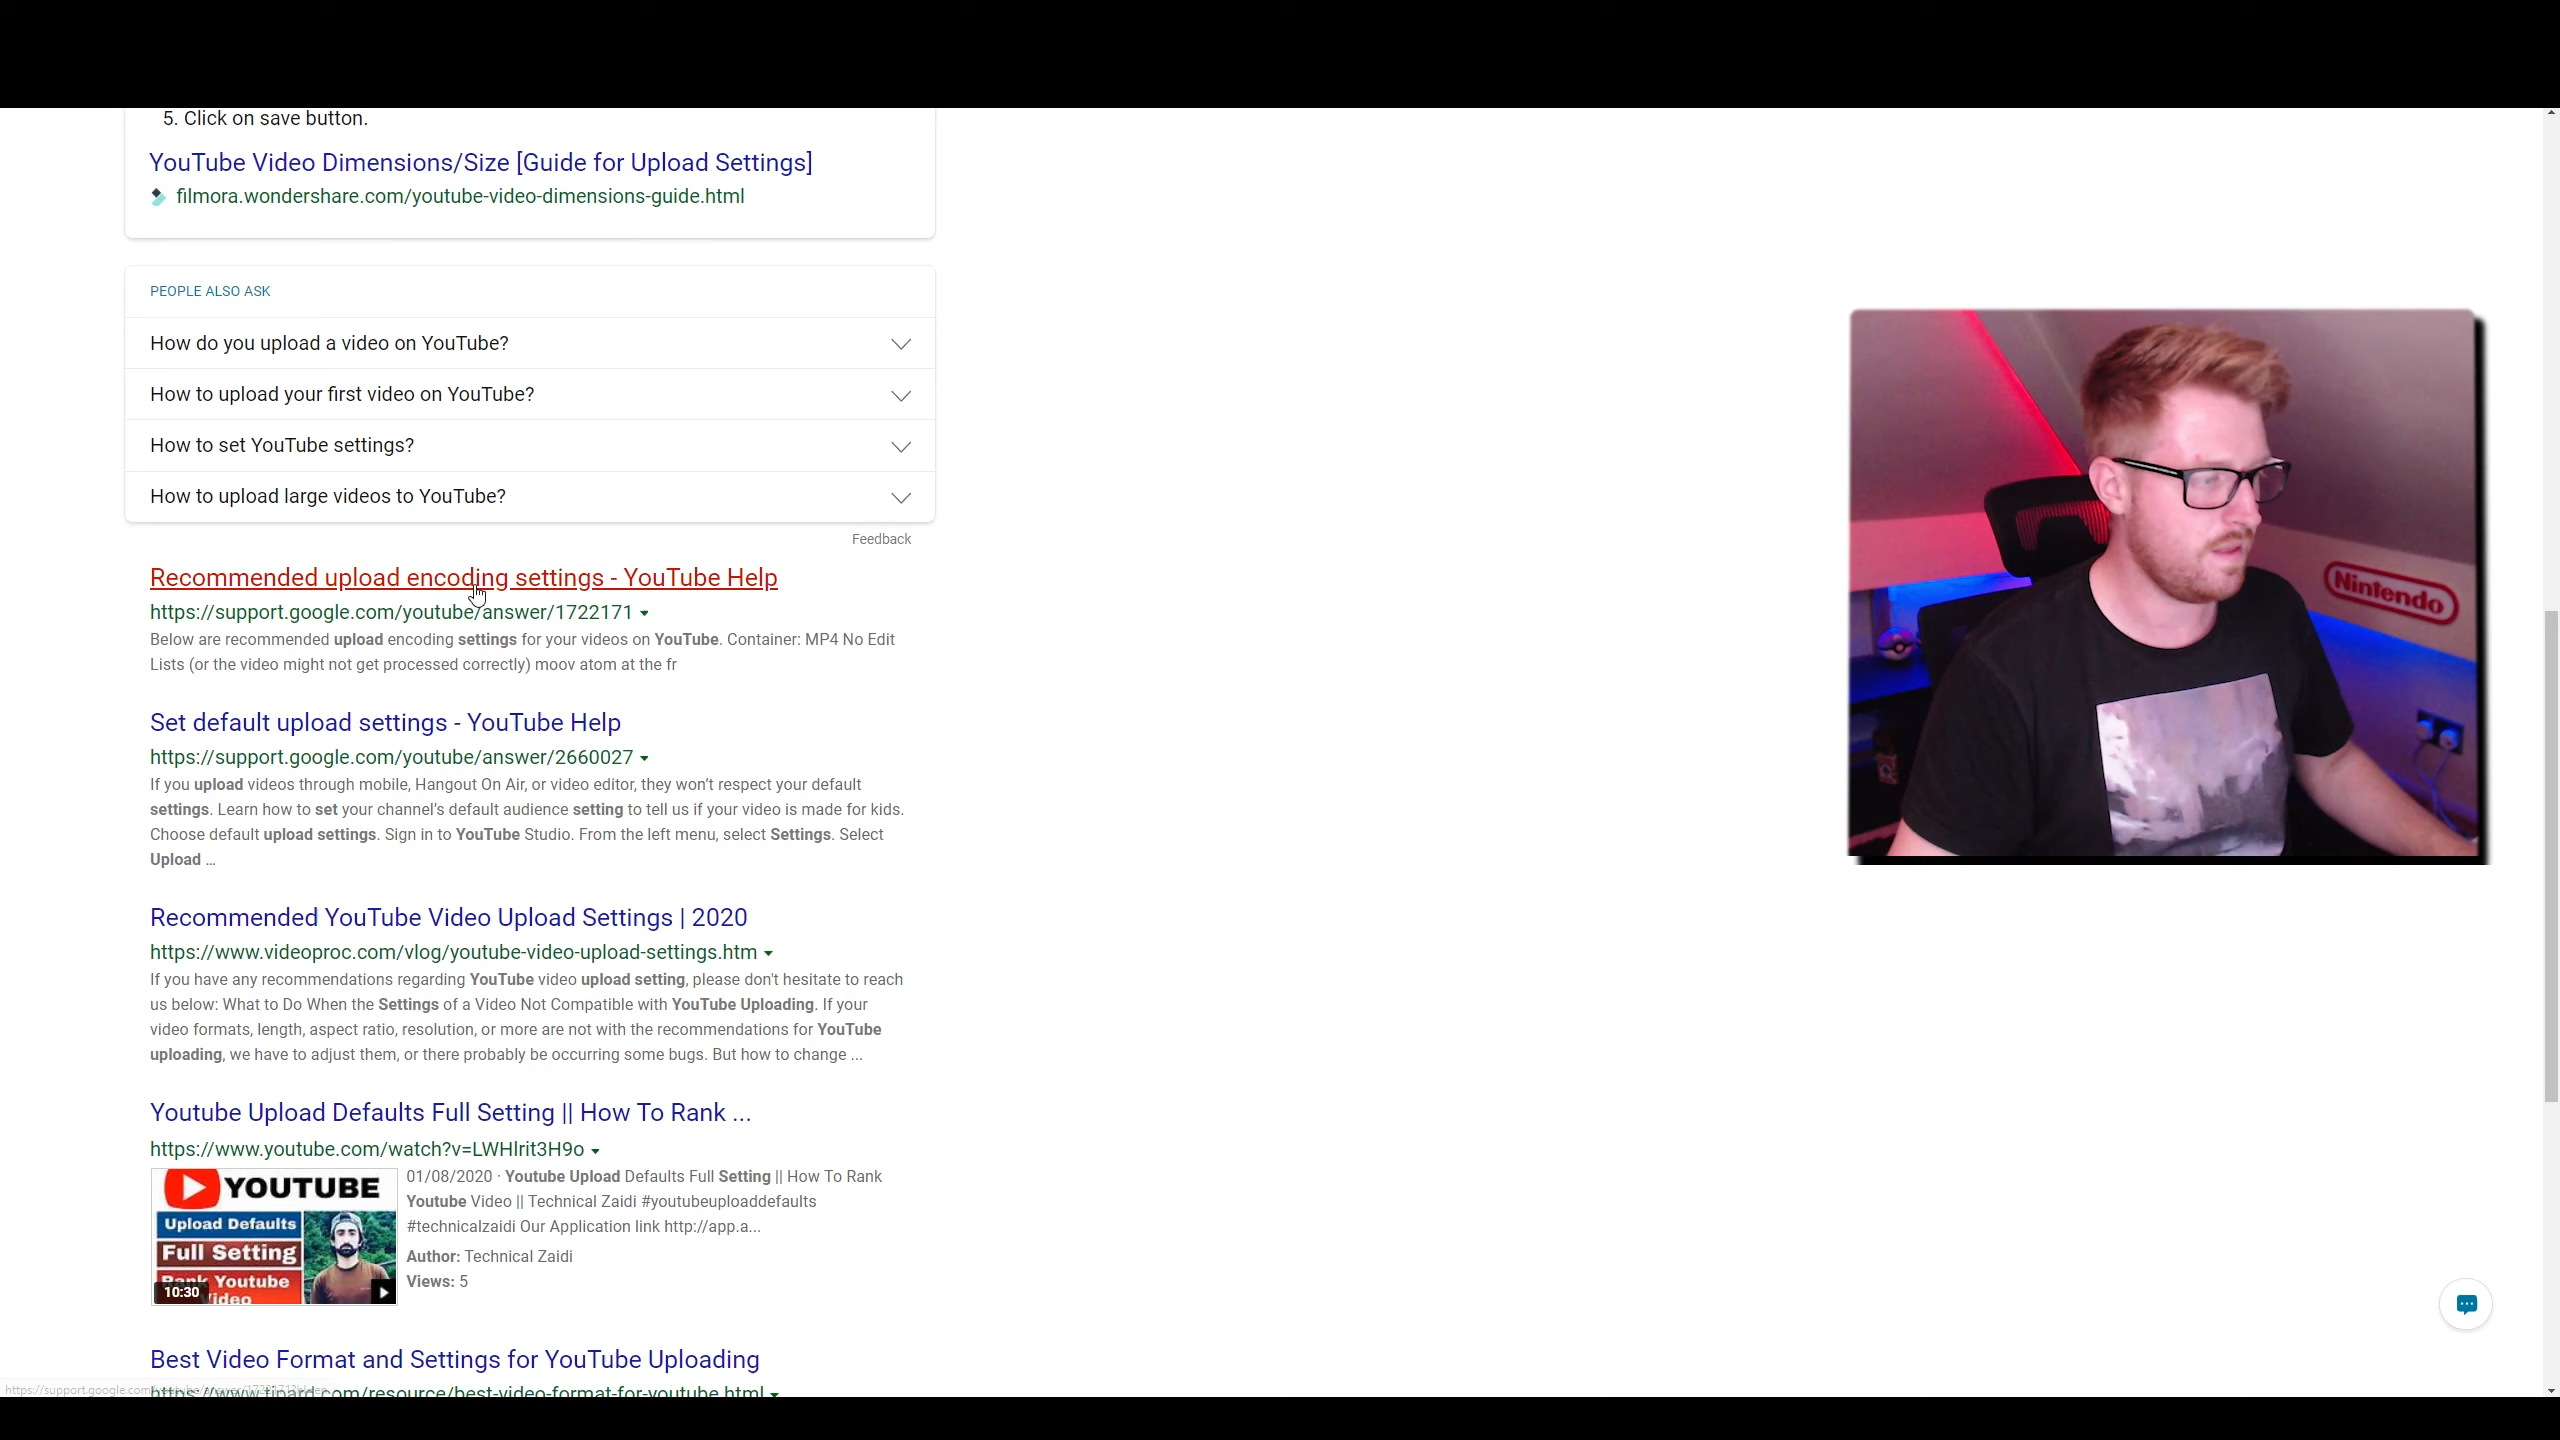 5. Click on save button.
YouTube Video Dimensions/Size [Guide for Upload Settings]
filmora.wondershare.com/youtube-video-dimensions-guide.html
PEOPLE ALSO ASK
How do you upload a video on YouTube?
How to upload your first video on YouTube?
How to set YouTube settings?
How to upload large videos to YouTube?
Feedback
Recommended upload encoding settings - YouTube Help
https://support.google.com/youtube/answer/1722171
Below are recommended upload encoding settings for your videos on YouTube. Container: MP4 No Edit
Lists (or the video might not get processed correctly) moov atom at the fr
Set default upload settings - YouTube Help
https://support.google.com/youtube/answer/2660027
If you upload videos through mobile, Hangout On Air, or video editor, they won't respect your default
settings. Learn how to set your channel's default audience setting to tell us if your video is made for kids.
Choose default upload settings. Sign in to YouTube Studio. From the left menu, select Settings. Select
Upload ...
Recommended YouTube Video Upload Settings | 2020
https://www.videoproc.com/vlog/youtube-video-upload-settings.htm
If you have any recommendations regarding YouTube video upload setting, please don't hesitate to reach
us below: What to Do When the Settings of a Video Not Compatible with YouTube Uploading. If your
video formats, length, aspect ratio, resolution, or more are not with the recommendations for YouTube
uploading, we have to adjust them, or there probably be occurring some bugs. But how to change ...
Youtube Upload Defaults Full Setting || How To Rank ...
https://www.youtube.com/watch?v=LWHlrit3H9o
YOUTUBE
Upload Defaults
Full Setting
Rank Youtube
Video
10:30
01/08/2020 · Youtube Upload Defaults Full Setting || How To Rank
Youtube Video || Technical Zaidi #youtubeuploaddefaults
#technicalzaidi Our Application link http://app.a...
Author: Technical Zaidi
Views: 5
Best Video Format and Settings for YouTube Uploading
https://www.tipard.com/resource/best-video-format-for-youtube.html
Nintendo